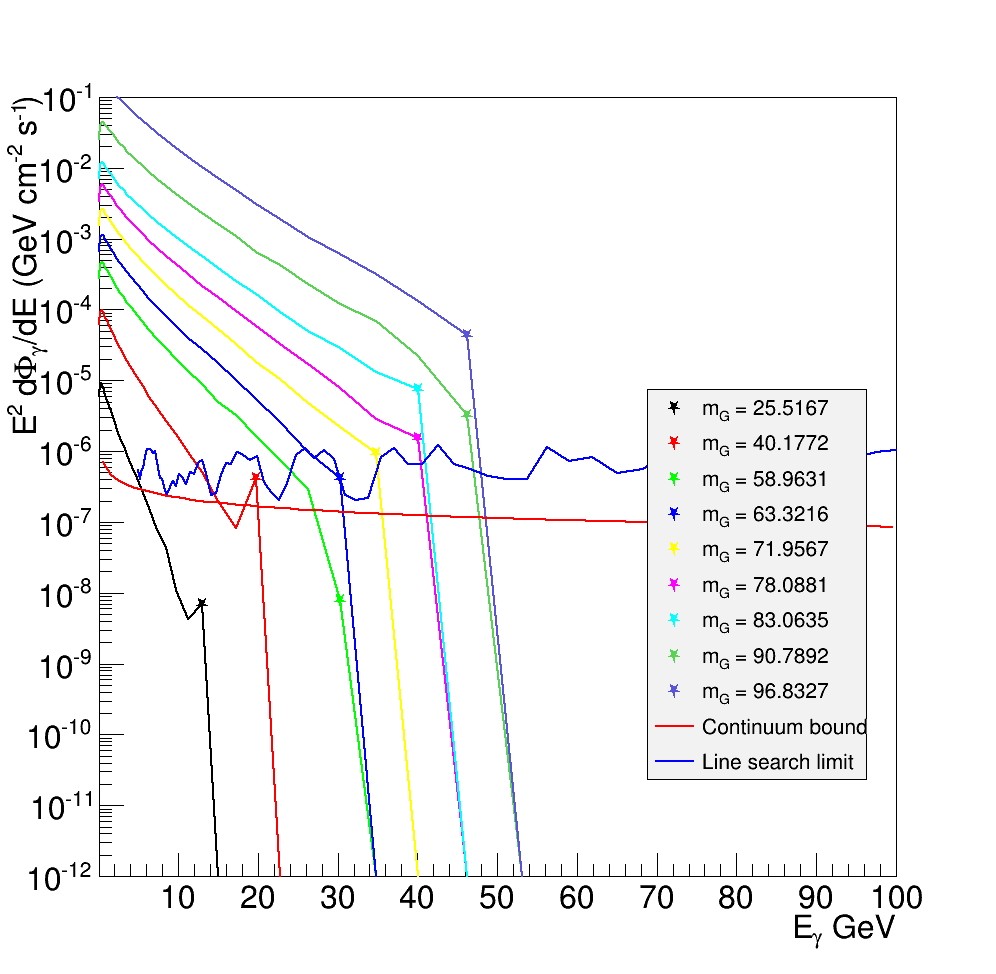 E² dΦγ/dE (GeV cm⁻² s⁻¹)
10⁻¹
10⁻²
10⁻³
10⁻⁴
10⁻⁵
10⁻⁶
10⁻⁷
10⁻⁸
10⁻⁹
10⁻¹⁰
10⁻¹¹
10⁻¹²
m_G = 25.5167
m_G = 40.1772
m_G = 58.9631
m_G = 63.3216
m_G = 71.9567
m_G = 78.0881
m_G = 83.0635
m_G = 90.7892
m_G = 96.8327
Continuum bound
Line search limit
10 20 30 40 50 60 70 80 90 100
Eγ GeV